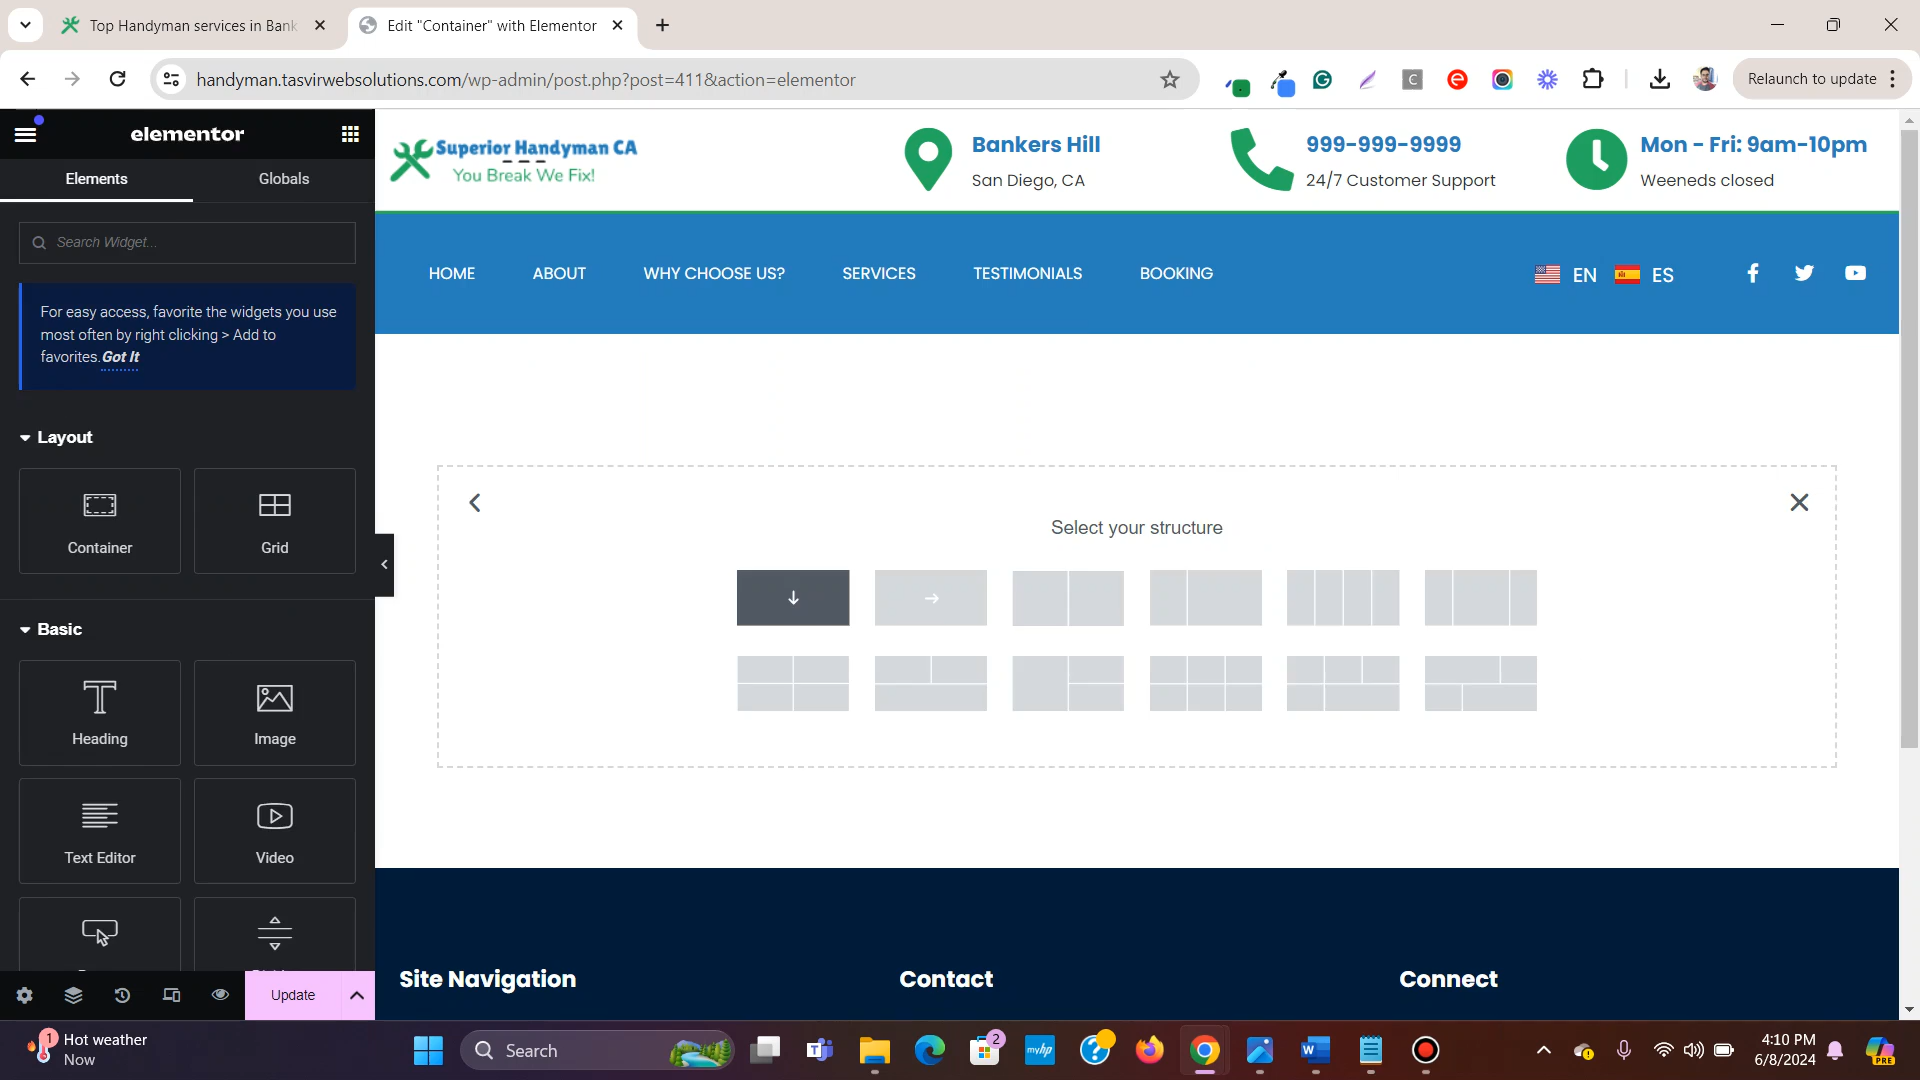 Top Handyman services in Bank
Edit "Container" with Elementor
handyman.tasvirwebsolutions.com/wp-admin/post.php?post=411&action=elementor
Relaunch to update
elementor
Elements
Globals
Search Widget...
For easy access, favorite the widgets you use
most often by right clicking > Add to
favorites. Got It
Layout
Container
Grid
Basic
Heading
Image
Text Editor
Video
Update
Superior Handyman CA
You Break We Fix!
Bankers Hill
San Diego, CA
999-999-9999
24/7 Customer Support
Mon - Fri: 9am-10pm
Weeneds closed
HOME
ABOUT
WHY CHOOSE US?
SERVICES
TESTIMONIALS
BOOKING
EN
ES
Select your structure
Site Navigation
Contact
Connect
1
Hot weather
Now
Search
2
myhp
4:10 PM
6/8/2024
PRE